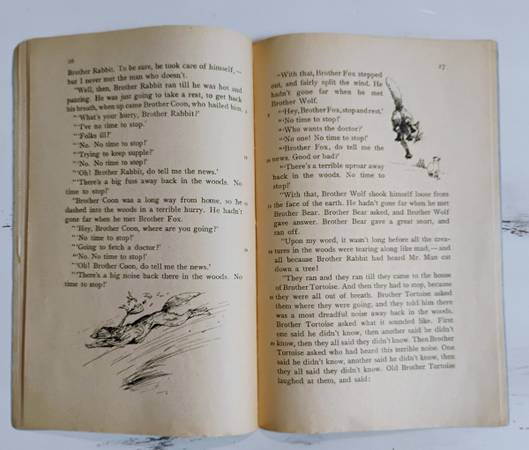 16
Brother Rabbit. To be sure, he took care of himself,—
but I never met the man who doesn't.
"Well, then, Brother Rabbit ran till he was hot and
panting. He was just going to take a rest, to get back
his breath, when up came Brother Coon, who hailed him.
"'What's your hurry, Brother Rabbit?'
"'I've no time to stop.'
"'Folks ill?'
"'No. No time to stop!'
"'Trying to keep supple?'
"'No. No time to stop!'
"'Oh! Brother Rabbit, do tell me the news.'
"'There's a big fuss away back in the woods. No
time to stop!'
"Brother Coon was a long way from home, so he
dashed into the woods in a terrible hurry. He hadn't
gone far when he met Brother Fox.
"'Hey, Brother Coon, where are you going?'
"'No time to stop!'
"'Going to fetch a doctor?'
"'No. No time to stop!'
"'Oh! Brother Coon, do tell me the news.'
"'There's a big noise back there in the woods. No
time to stop!'
17
"With that, Brother Fox stepped
out, and fairly split the wind. He
hadn't gone far when he met
Brother Wolf.
"'Hey, Brother Fox, stop and rest.'
"'No time to stop!'
"'Who wants the doctor?'
"'No one! No time to stop!'
"'Brother Fox, do tell me the
news. Good or bad?'
"'There's a terrible uproar away
back in the woods. No time to
stop!'
"With that, Brother Wolf shook himself loose from
the face of the earth. He hadn't gone far when he met
Brother Bear. Brother Bear asked, and Brother Wolf
gave answer. Brother Bear gave a great snort, and
ran off.
"Upon my word, it wasn't long before all the crea-
tures in the woods were tearing along like mad,—and
all because Brother Rabbit had heard Mr. Man cut
down a tree!
"They ran and they ran till they came to the house
of Brother Tortoise. And then they had to stop, because
they were all out of breath. Brother Tortoise asked
them where they were going, and they told him there
was a most dreadful noise away back in the woods.
Brother Tortoise asked what it sounded like. First
one said he didn't know, then another said he didn't
know, then they all said they didn't know. Then Brother
Tortoise asked who had heard this terrible noise. One
said he didn't know, another said he didn't know, then
they all said they didn't know. Old Brother Tortoise
laughed at them, and said: